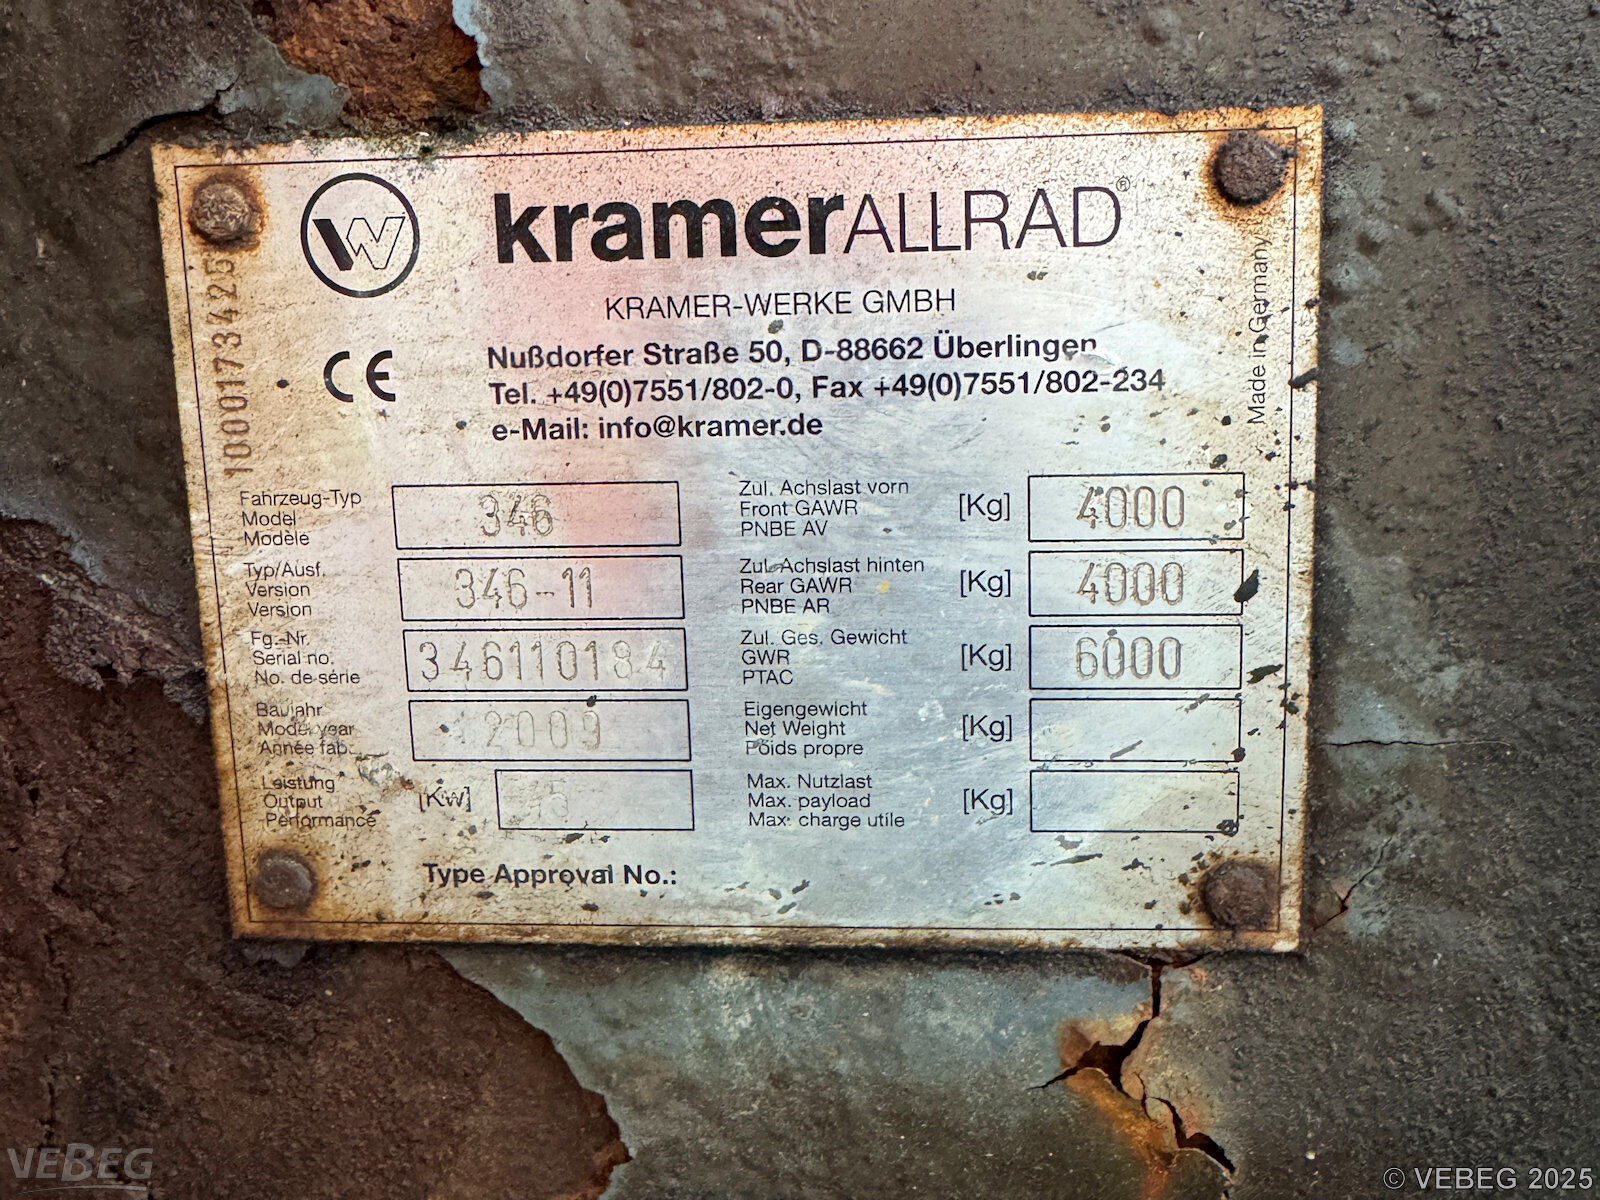 kramerALLRAD®
KRAMER-WERKE GMBH
Nußdorfer Straße 50, D-88662 Überlingen
Tel. +49(0)7551/802-0, Fax +49(0)7551/802-234
e-Mail: info@kramer.de
CE
Made in Germany
Fahrzeug-Typ
Model
Modèle
346
Typ/Ausf.
Version
Version
346-11
Fg.-Nr.
Serial no.
No. de série
346110184
Baujahr
Model year
Année fab.
2009
Leistung
Output
Performance
[Kw]
Zul. Achslast vorn
Front GAWR
PNBE AV
[Kg]
4000
Zul. Achslast hinten
Rear GAWR
PNBE AR
[Kg]
4000
Zul. Ges. Gewicht
GWR
PTAC
[Kg]
6000
Eigengewicht
Net Weight
Poids propre
[Kg]
Max. Nutzlast
Max. payload
Max. charge utile
[Kg]
Type Approval No.:
VEBEG
© VEBEG 2025